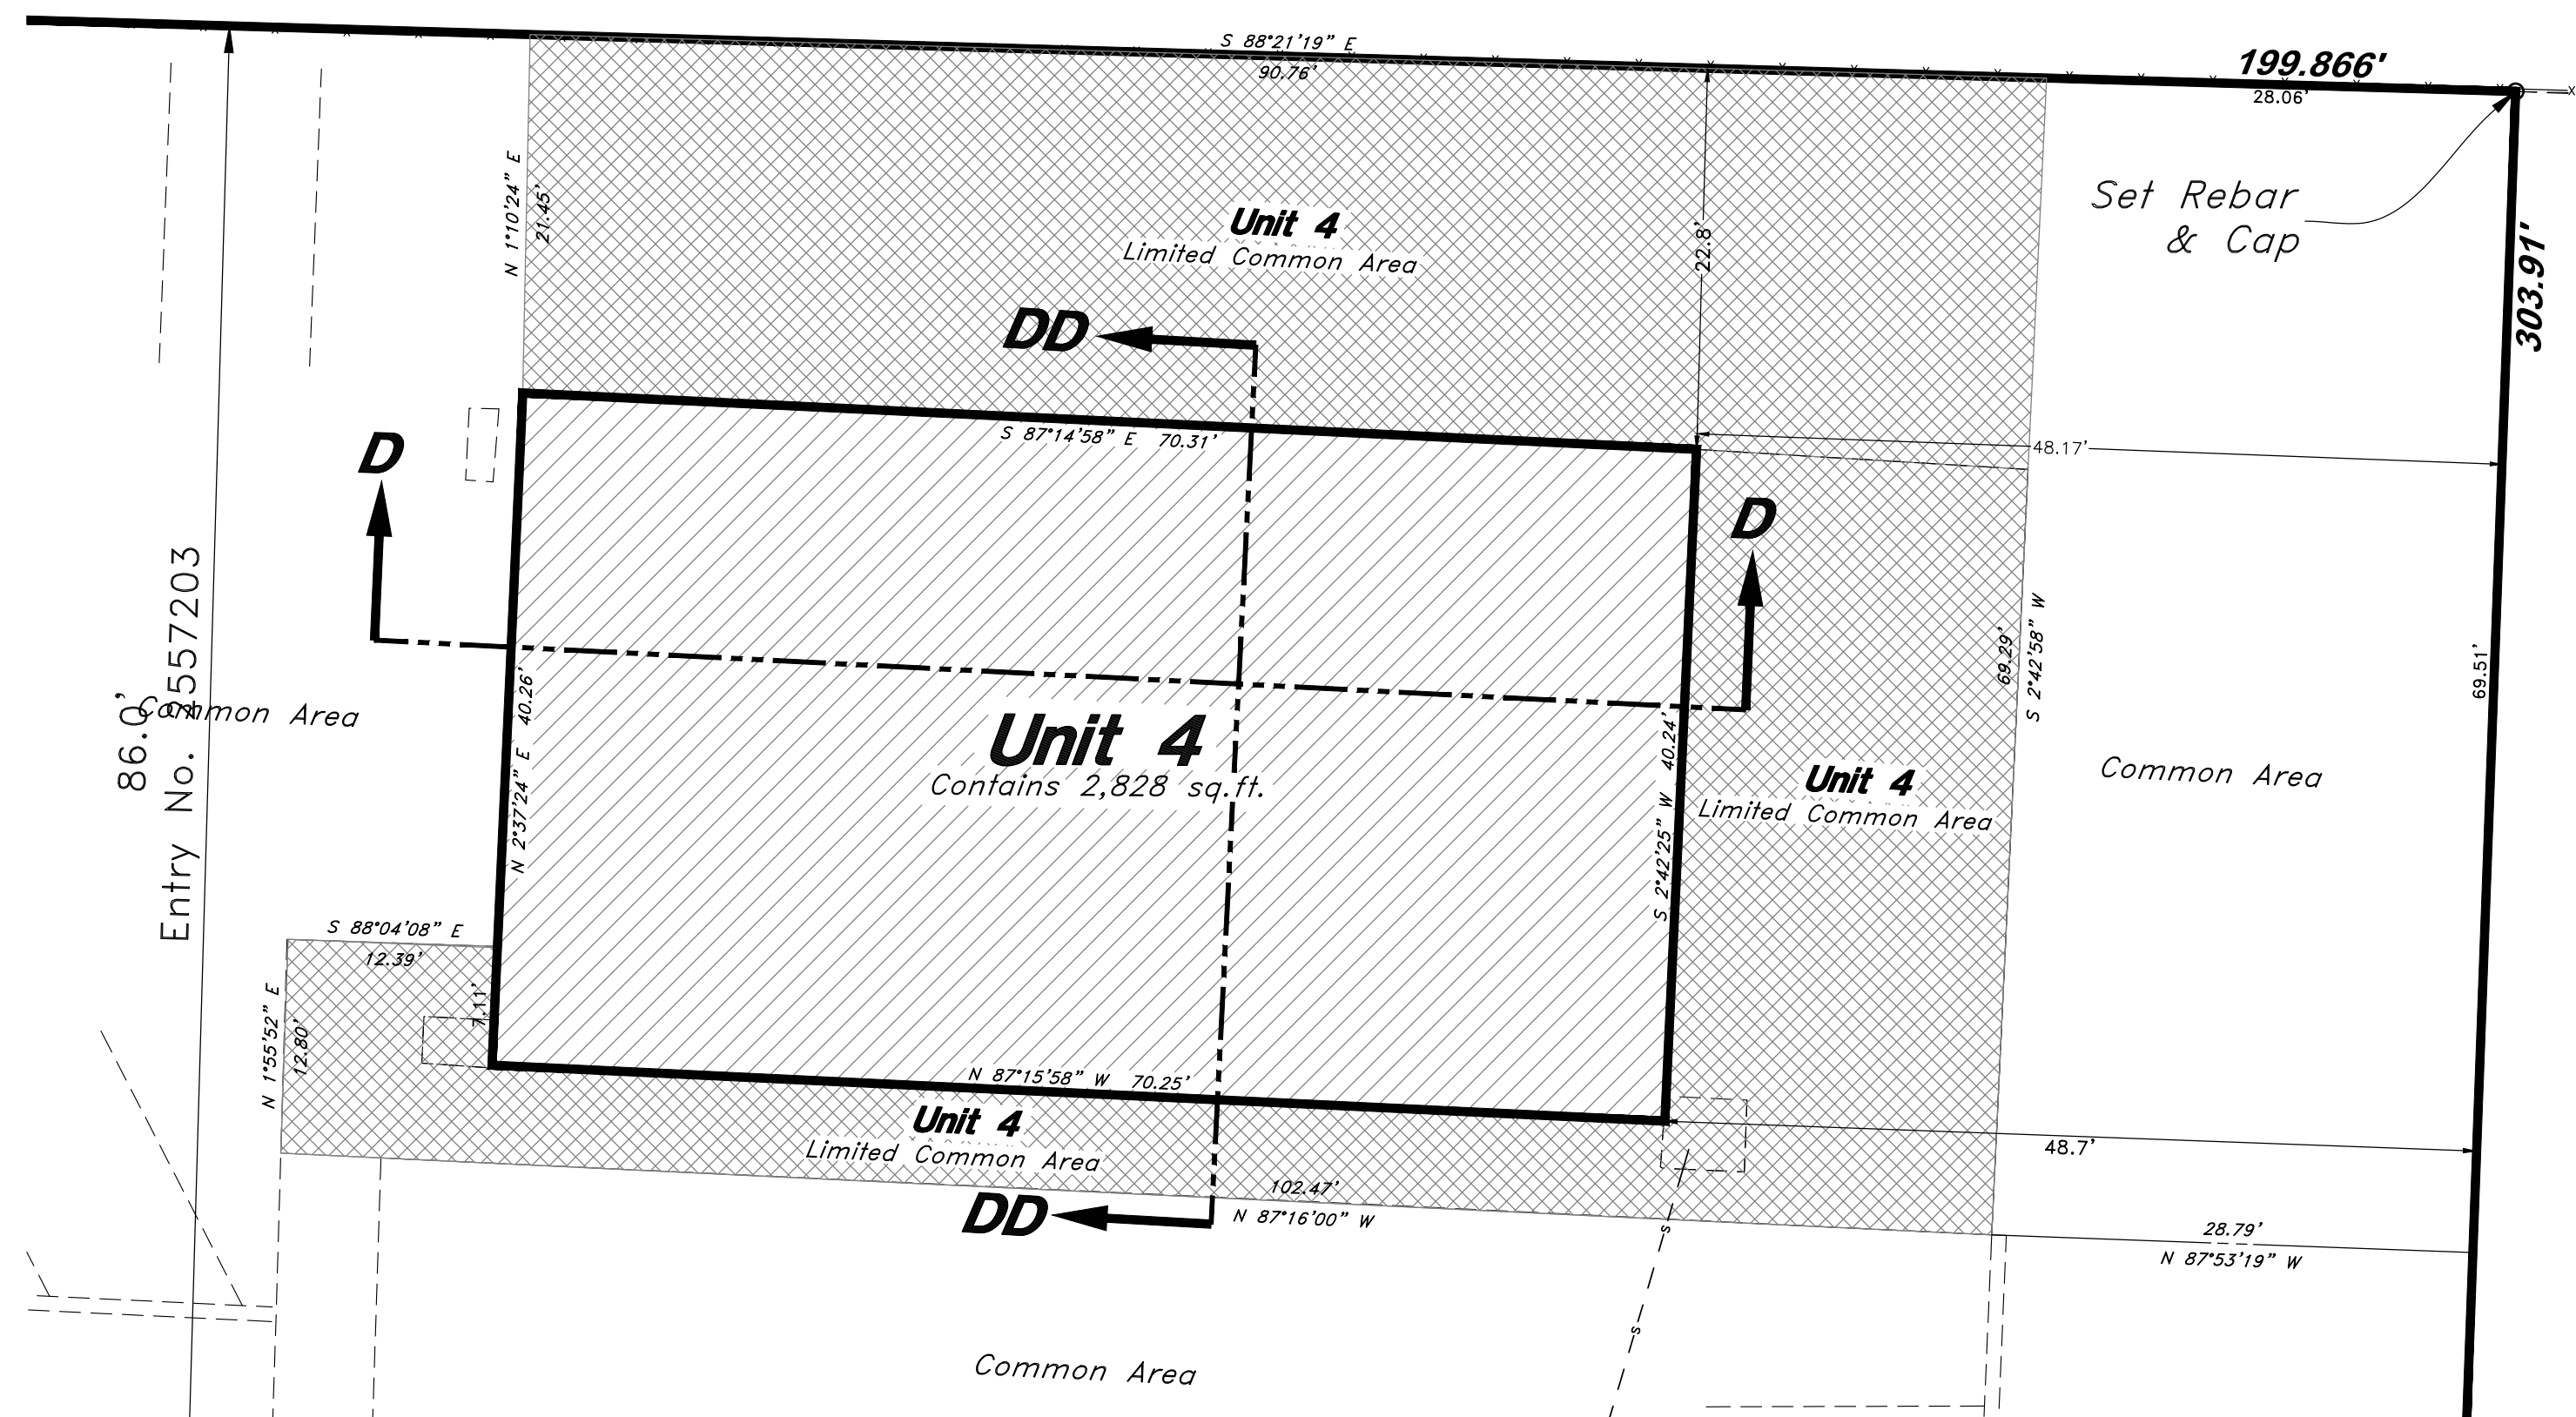 S 88°21'19" E
90.76'
199.866'
28.06'
Set Rebar
& Cap
303.91'
N 1°10'24" E
21.45'
Unit 4
Limited Common Area
22.8'
DD
D
S 87°14'58" E 70.31'
48.17'
D
Entry No. 2557203
86.0'
Common Area
N 2°37'24" E 40.26'
Unit 4
Contains 2,828 sq.ft.
S 2°42'25" W 40.24'
69.29'
S 2°42'58" W
69.51'
Unit 4
Limited Common Area
Common Area
S 88°04'08" E
12.39'
7.11'
N 1°55'52" E
12.80'
N 87°15'58" W 70.25'
Unit 4
Limited Common Area
48.7'
DD
102.47'
N 87°16'00" W
28.79'
N 87°53'19" W
s
s
Common Area